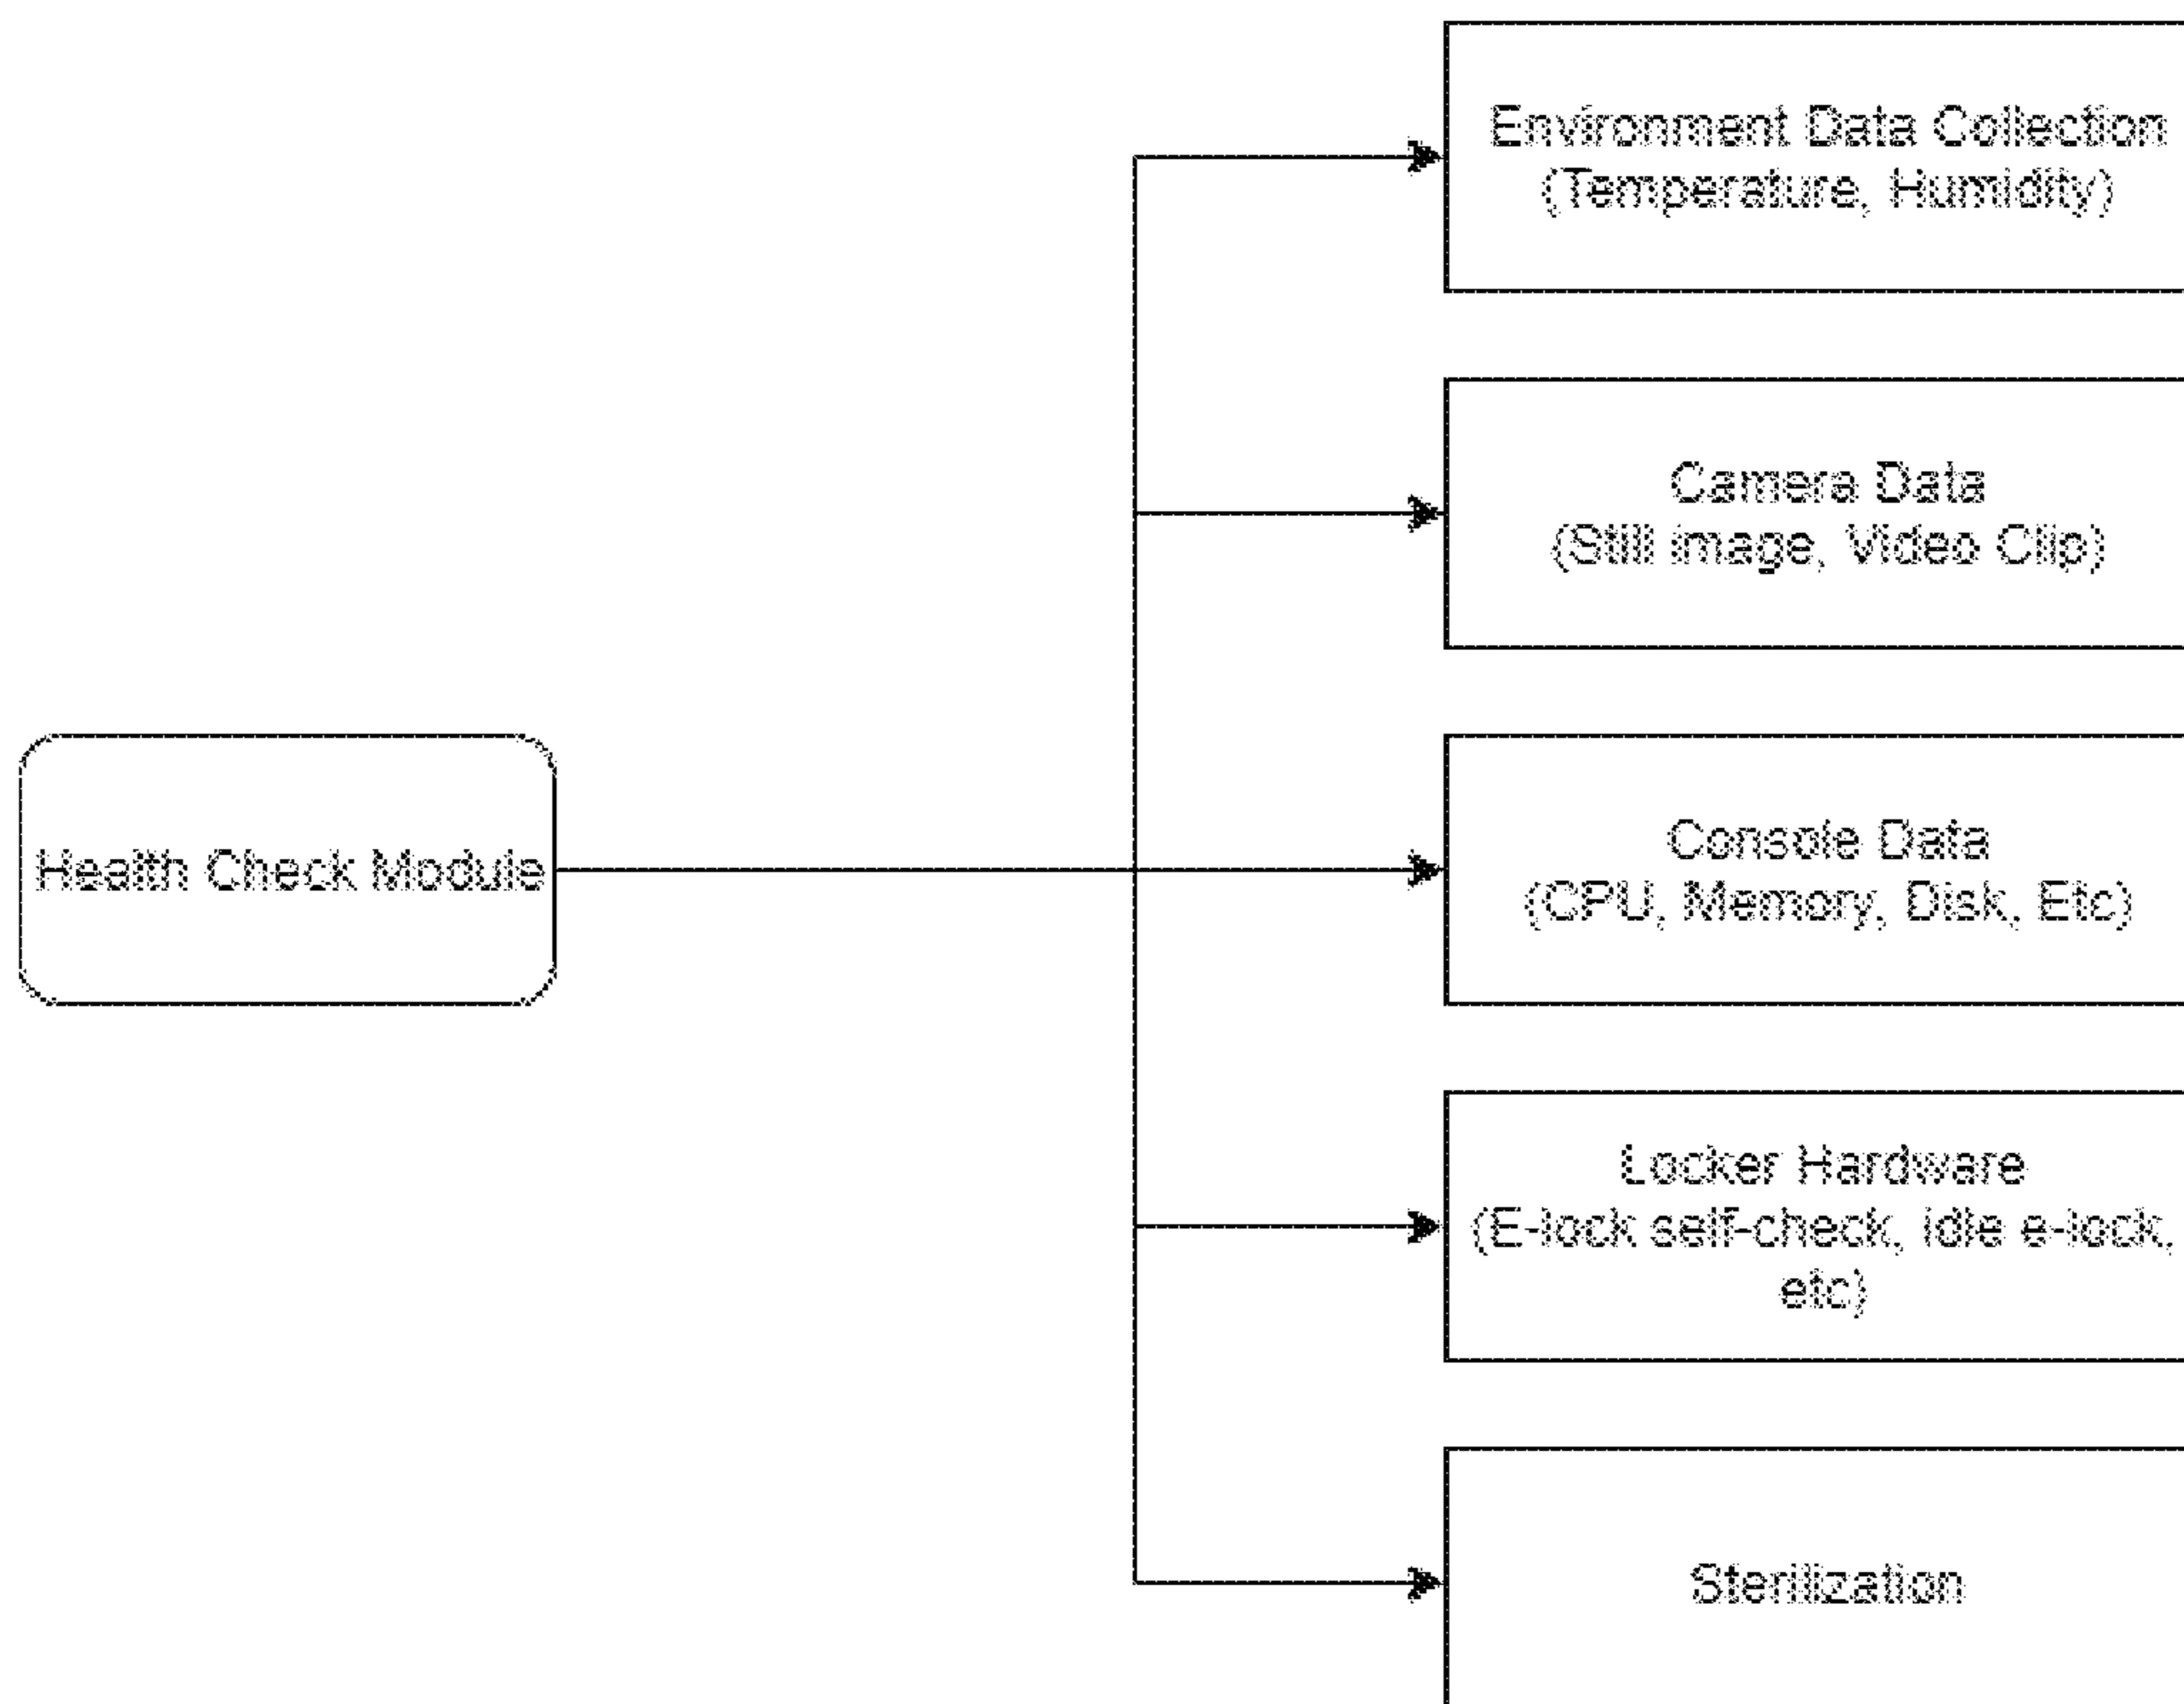 Environment Data Collection
(Temperature, Humidity)
Camera Data
(Still image, Video Clip)
Health Check Module
Console Data
(CPU, Memory, Disk, Etc)
Locker Hardware
(E-lock self-check, idle e-lock,
etc)
Sterilization